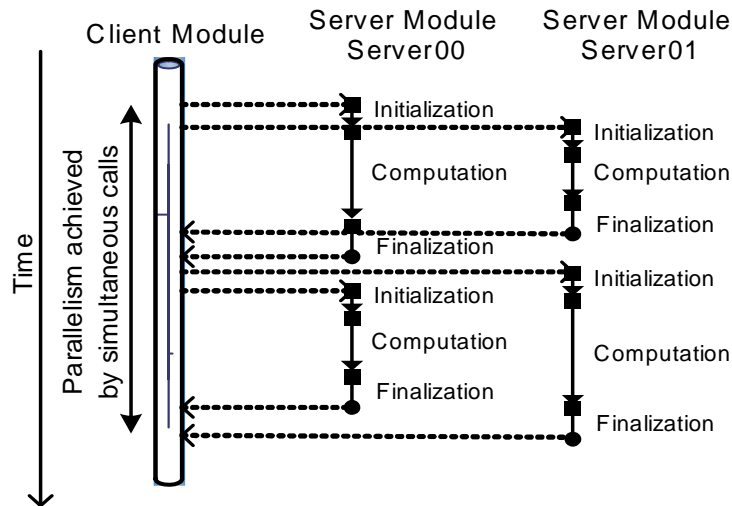 Client Module
Server Module
Server00
Server Module
Server01
Time
Parallelism achieved
by simultaneous calls
Initialization
Initialization
Computation
Computation
Finalization
Finalization
Initialization
Initialization
Computation
Computation
Finalization
Finalization